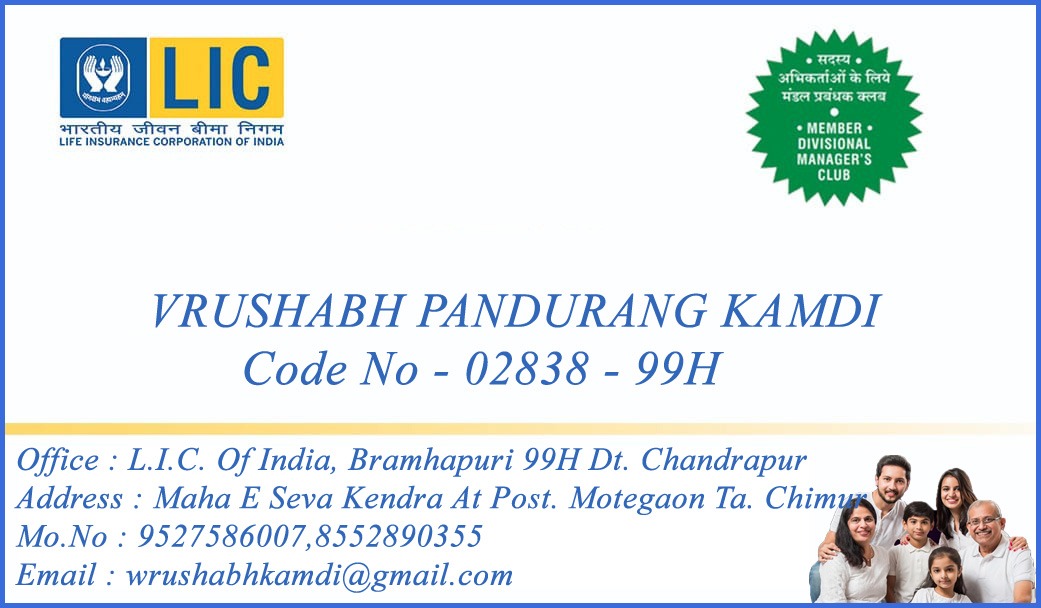 LIC
भारतीय जीवन बीमा निगम
LIFE INSURANCE CORPORATION OF INDIA
• सदस्य •
अभिकर्ताओं के लिये
मंडल प्रबंधक क्लब
• MEMBER •
DIVISIONAL
MANAGER'S
CLUB
VRUSHABH PANDURANG KAMDI
Code No - 02838 - 99H
Office : L.I.C. Of India, Bramhapuri 99H Dt. Chandrapur
Address : Maha E Seva Kendra At Post. Motegaon Ta. Chimur
Mo.No : 9527586007,8552890355
Email : wrushabhkamdi@gmail.com